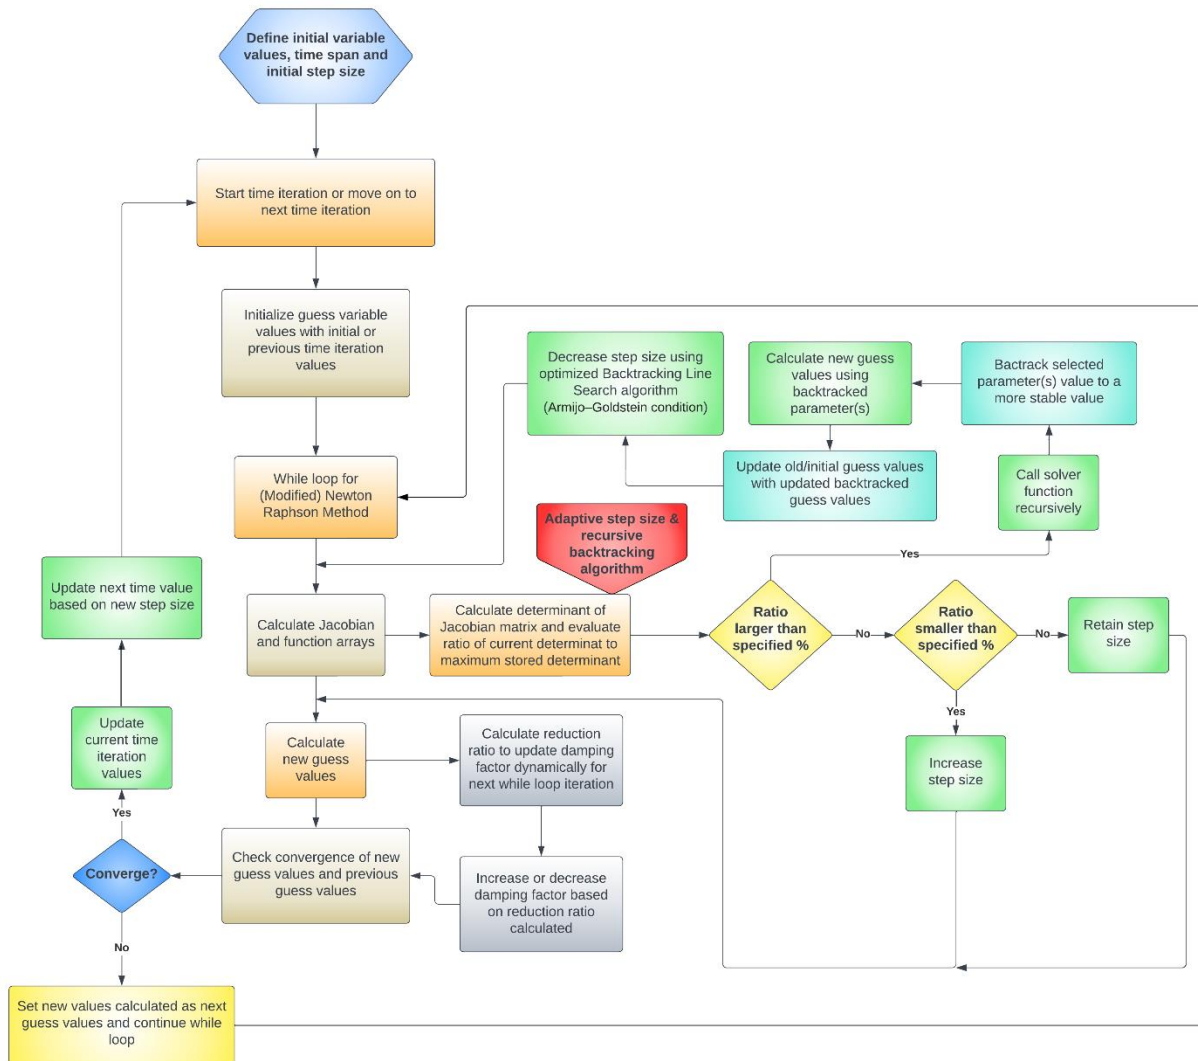 Define initial variable
values, time span and
initial step size
Start time iteration or move on to
next time iteration
Initialize guess variable
values with initial or
previous time iteration
values
Decrease step size using
optimized Backtracking Line
Search algorithm
(Armijo–Goldstein condition)
Calculate new guess
values using
backtracked
parameter(s)
Bactrack selected
parameter(s) value to a
more stable value
While loop for
(Modified) Newton
Raphson Method
Update old/initial guess values
with updated backtracked
guess values
Call solver
function
recursively
Adaptive step size &
recursive
backtracking
algorithm
Yes
Update next time value
based on new step size
Calculate Jacobian
and function arrays
Calculate determinant of
Jacobian matrix and evaluate
ratio of current determinat to
maximum stored determinant
Ratio
larger than
specified %
No
Ratio
smaller than
specified %
No
Retain step
size
Yes
Update
current time
iteration
values
Calculate
new guess
values
Calculate reduction
ratio to update damping
factor dynamically for
next while loop iteration
Increase
step size
Yes
Converge?
Check convergence of new
guess values and previous
guess values
Increase or decrease
damping factor based
on reduction ratio
calculated
No
Set new values calculated as next
guess values and continue while
loop